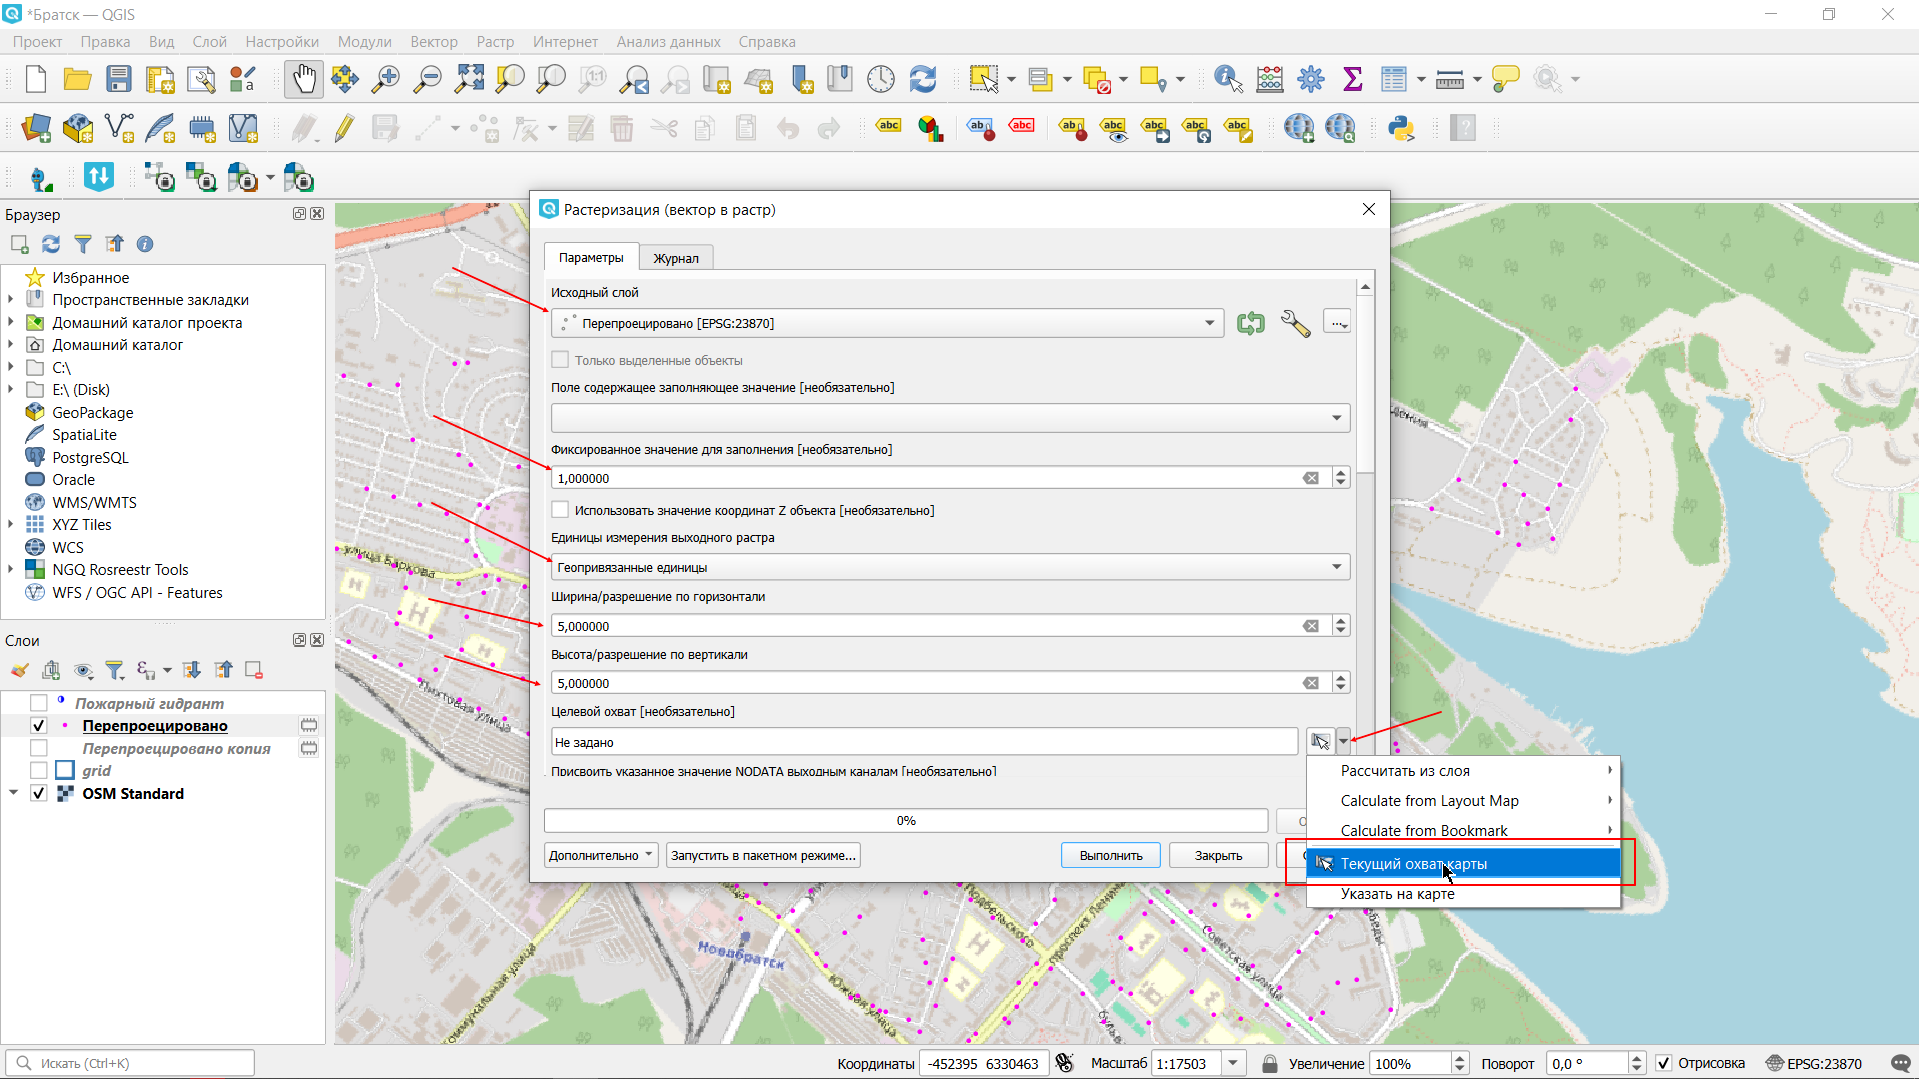 *Братск — QGIS
Проект Правка Вид Слой Настройки Модули Вектор Растр Интернет Анализ данных Справка
Браузер
Избранное
Пространственные закладки
Домашний каталог проекта
Домашний каталог
C:\
E:\ (Disk)
GeoPackage
SpatiaLite
PostgreSQL
Oracle
WMS/WMTS
XYZ Tiles
WCS
NGQ Rosreestr Tools
WFS / OGC API - Features
Слои
Пожарный гидрант
Перепроецировано
Перепроецировано копия
grid
OSM Standard
Растеризация (вектор в растр)
Параметры Журнал
Исходный слой
Перепроецировано [EPSG:23870]
...
Только выделенные объекты
Поле содержащее заполняющее значение [необязательно]
Фиксированное значение для заполнения [необязательно]
1,000000
Использовать значение координат Z объекта [необязательно]
Единицы измерения выходного растра
Геопривязанные единицы
Ширина/разрешение по горизонтали
5,000000
Высота/разрешение по вертикали
5,000000
Целевой охват [необязательно]
Не задано
Присвоить указанное значение NODATA выходным каналам [необязательно]
0%
Дополнительно Запустить в пакетном режиме... Выполнить Закрыть
Рассчитать из слоя
Calculate from Layout Map
Calculate from Bookmark
Текущий охват карты
Указать на карте
улица Баркова
Новобратск
Южная улица
Советская улица
Искать (Ctrl+K)
Координаты -452395 6330463 Масштаб 1:17503 Увеличение 100% Поворот 0,0 ° Отрисовка EPSG:23870